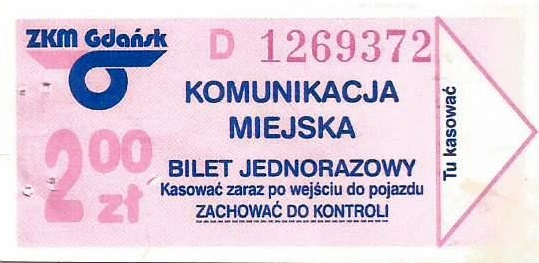 ZKM Gdańsk
D 1269372
KOMUNIKACJA
MIEJSKA
2,00
zł
BILET JEDNORAZOWY
Kasować zaraz po wejściu do pojazdu
ZACHOWAĆ DO KONTROLI
Tu kasować